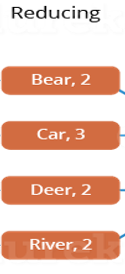 Reducing
Bear, 2
Car, 3
Deer, 2
River, 2